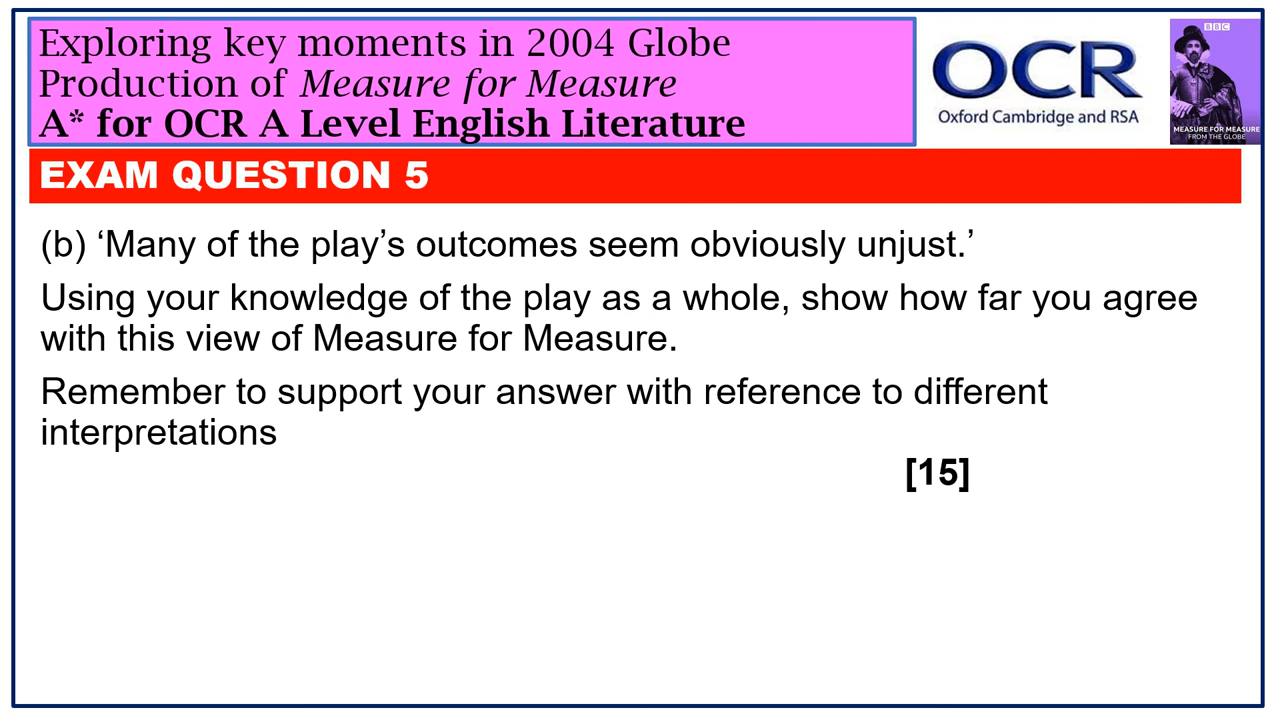 Exploring key moments in 2004 Globe
Production of Measure for Measure
A* for OCR A Level English Literature
OCR
Oxford Cambridge and RSA
BBC
MEASURE FOR MEASURE
FROM THE GLOBE
EXAM QUESTION 5
(b) ‘Many of the play’s outcomes seem obviously unjust.’
Using your knowledge of the play as a whole, show how far you agree
with this view of Measure for Measure.
Remember to support your answer with reference to different
interpretations
[15]